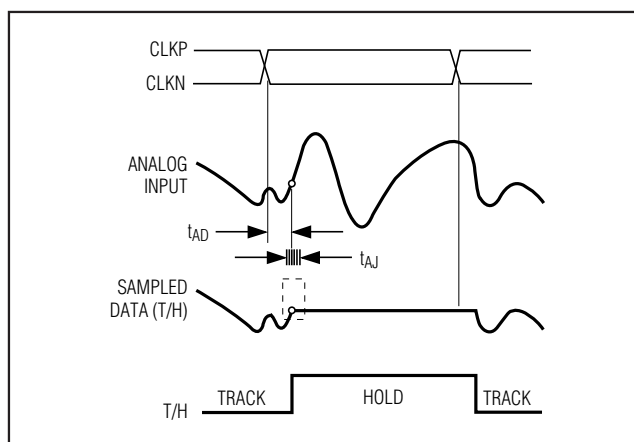 CLKP
CLKN
ANALOG
INPUT
tAD
tAJ
SAMPLED
DATA (T/H)
TRACK
HOLD
TRACK
T/H